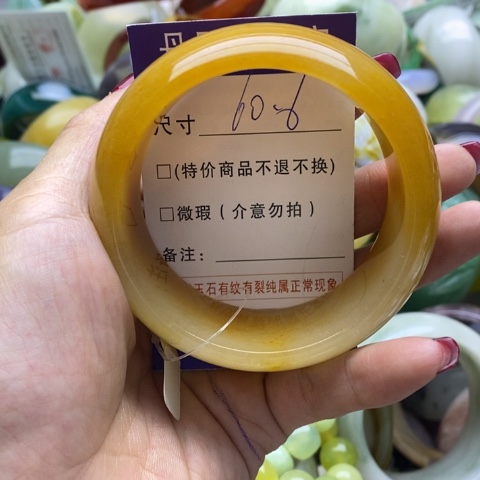 尺寸 60-6
□(特价商品不退不换)
□微瑕(介意勿拍)
备注:
玉石有纹有裂纯属正常现象